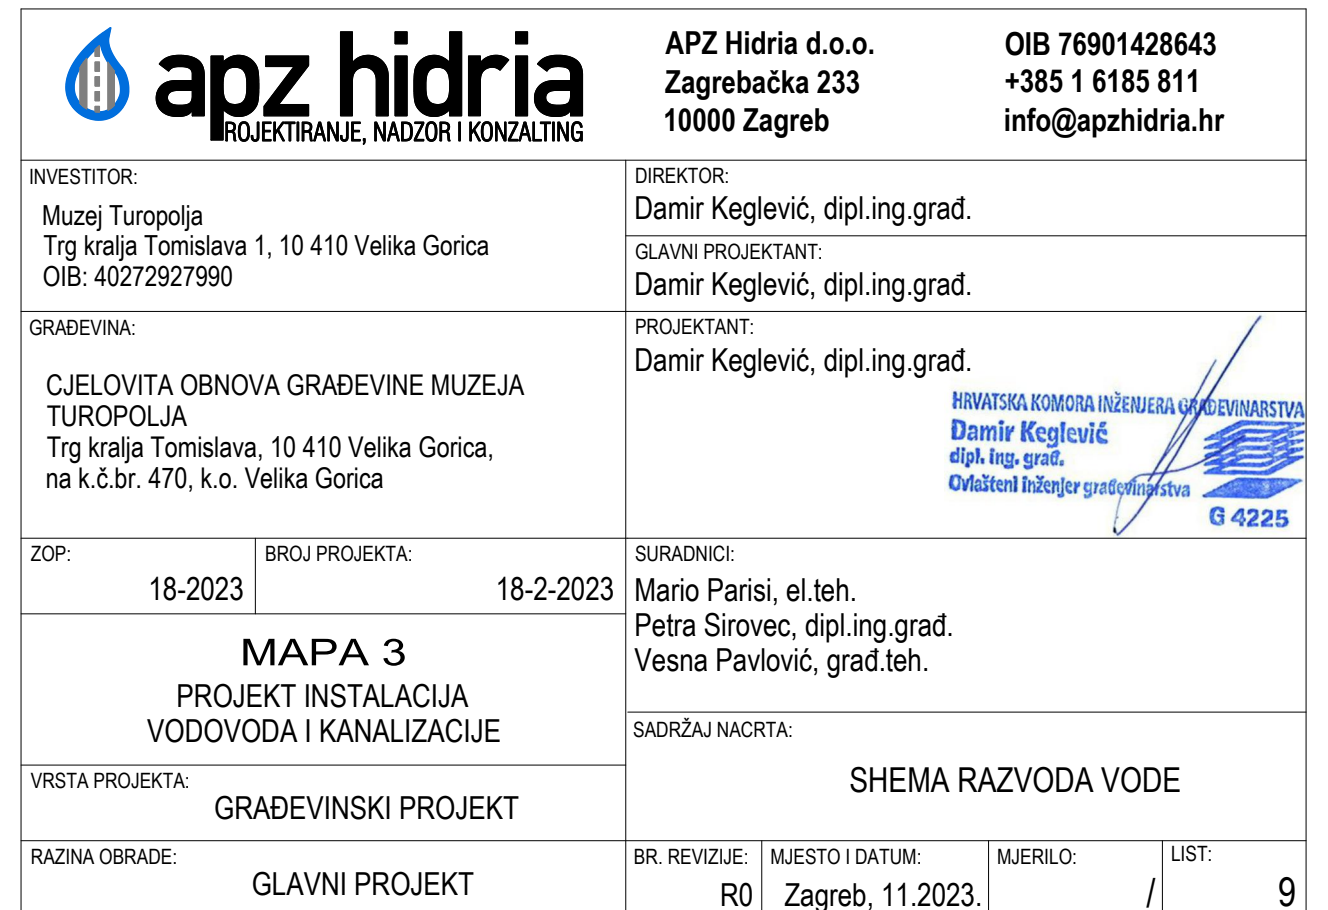 apz hidria
ROJEKTIRANJE, NADZOR I KONZALTING
APZ Hidria d.o.o.
Zagrebačka 233
10000 Zagreb
OIB 76901428643
+385 1 6185 811
info@apzhidria.hr
INVESTITOR:
Muzej Turopolja
Trg kralja Tomislava 1, 10 410 Velika Gorica
OIB: 40272927990
DIREKTOR:
Damir Keglević, dipl.ing.građ.
GLAVNI PROJEKTANT:
Damir Keglević, dipl.ing.građ.
GRAĐEVINA:
CJELOVITA OBNOVA GRAĐEVINE MUZEJA
TUROPOLJA
Trg kralja Tomislava, 10 410 Velika Gorica,
na k.č.br. 470, k.o. Velika Gorica
PROJEKTANT:
Damir Keglević, dipl.ing.građ.
HRVATSKA KOMORA INŽENJERA GRAĐEVINARSTVA
Damir Keglević
dipl. ing. građ.
Ovlašteni inženjer građevinarstva
G 4225
ZOP:
18-2023
BROJ PROJEKTA:
18-2-2023
SURADNICI:
Mario Parisi, el.teh.
Petra Sirovec, dipl.ing.građ.
Vesna Pavlović, građ.teh.
MAPA 3
PROJEKT INSTALACIJA
VODOVODA I KANALIZACIJE
SADRŽAJ NACRTA:
SHEMA RAZVODA VODE
VRSTA PROJEKTA:
GRAĐEVINSKI PROJEKT
RAZINA OBRADE:
GLAVNI PROJEKT
BR. REVIZIJE:
R0
MJESTO I DATUM:
Zagreb, 11.2023.
MJERILO:
/
LIST:
9